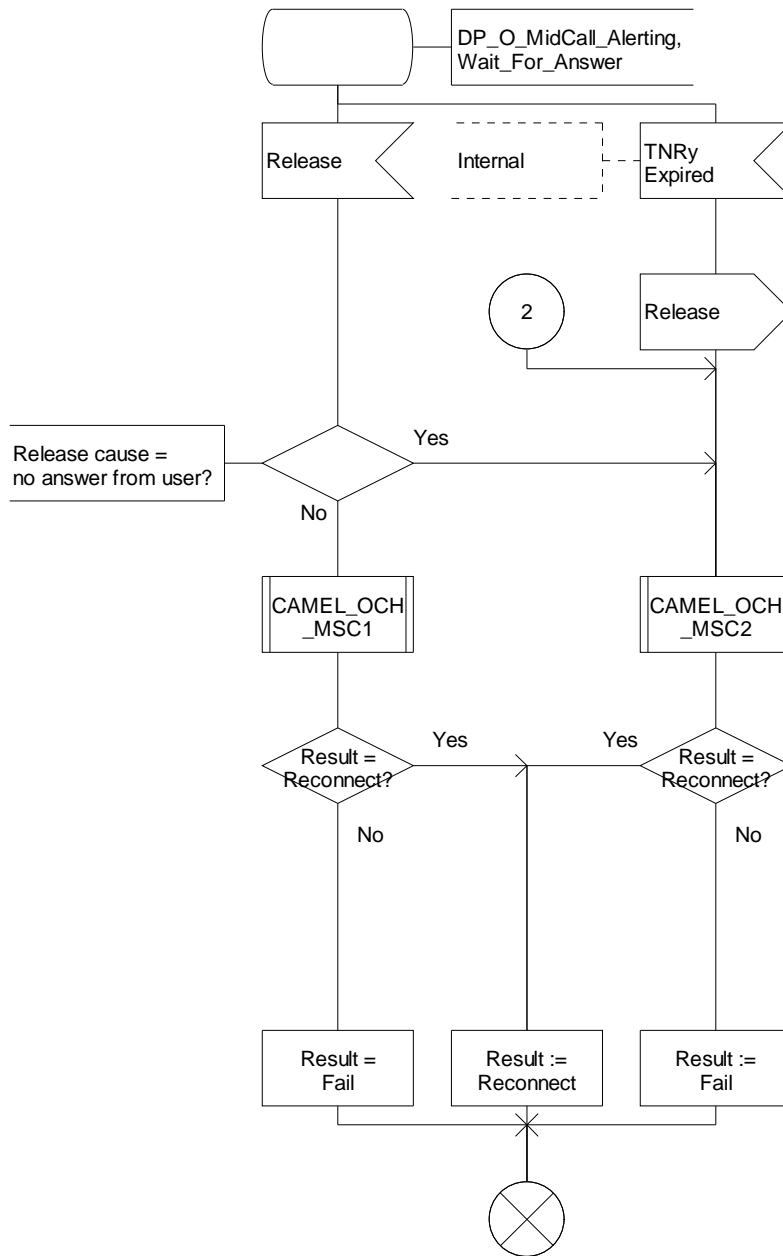 DP_O_MidCall_Alerting,
Wait_For_Answer
Release
Internal
TNRy
Expired
2
Release
Release cause =
no answer from user?
Yes
No
CAMEL_OCH
_MSC1
CAMEL_OCH
_MSC2
Result =
Reconnect?
Yes
Yes
Result =
Reconnect?
No
No
Result =
Fail
Result :=
Reconnect
Result :=
Fail